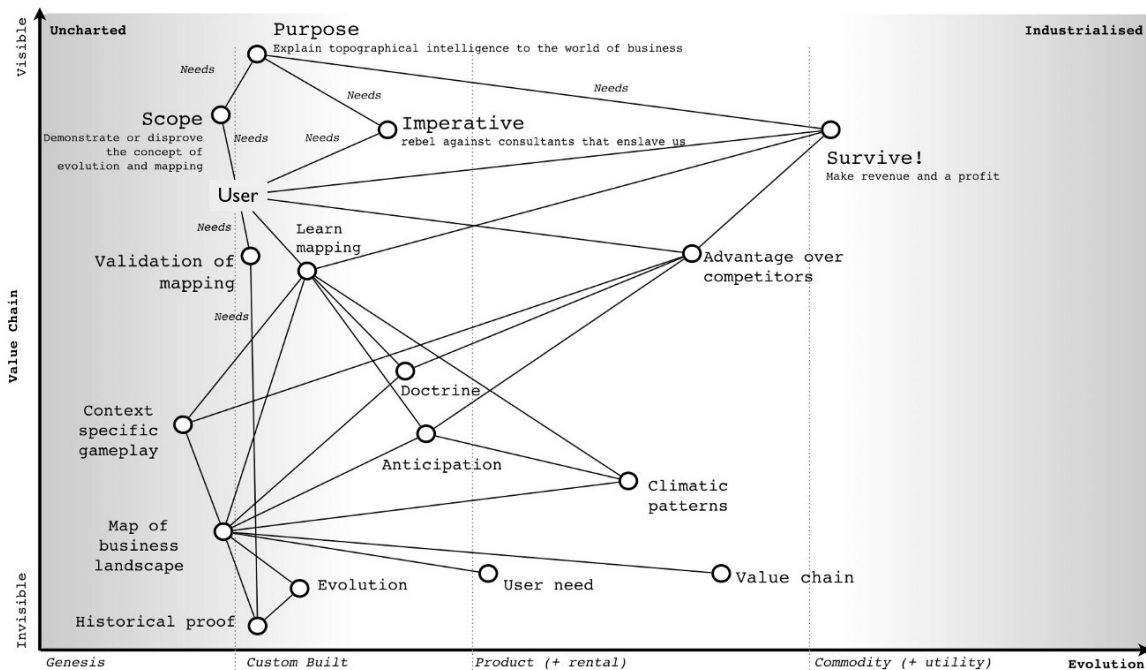 Uncharted
Purpose
Industrialised
Explain topographical intelligence to the world of business
Visible
Needs
Needs
Needs
Scope
Demonstrate or disprove
the concept of
evolution and mapping
Needs
Needs
Imperative
rebel against consultants that enslave us
Survive!
Make revenue and a profit
User
Needs
Learn
mapping
Validation of
mapping
Advantage over
competitors
Needs
Value Chain
Doctrine
Context
specific
gameplay
Anticipation
Climatic
patterns
Map of
business
landscape
Evolution
User need
Value chain
Historical proof
Invisible
Genesis
Custom Built
Product (+ rental)
Commodity (+ utility)
Evolution